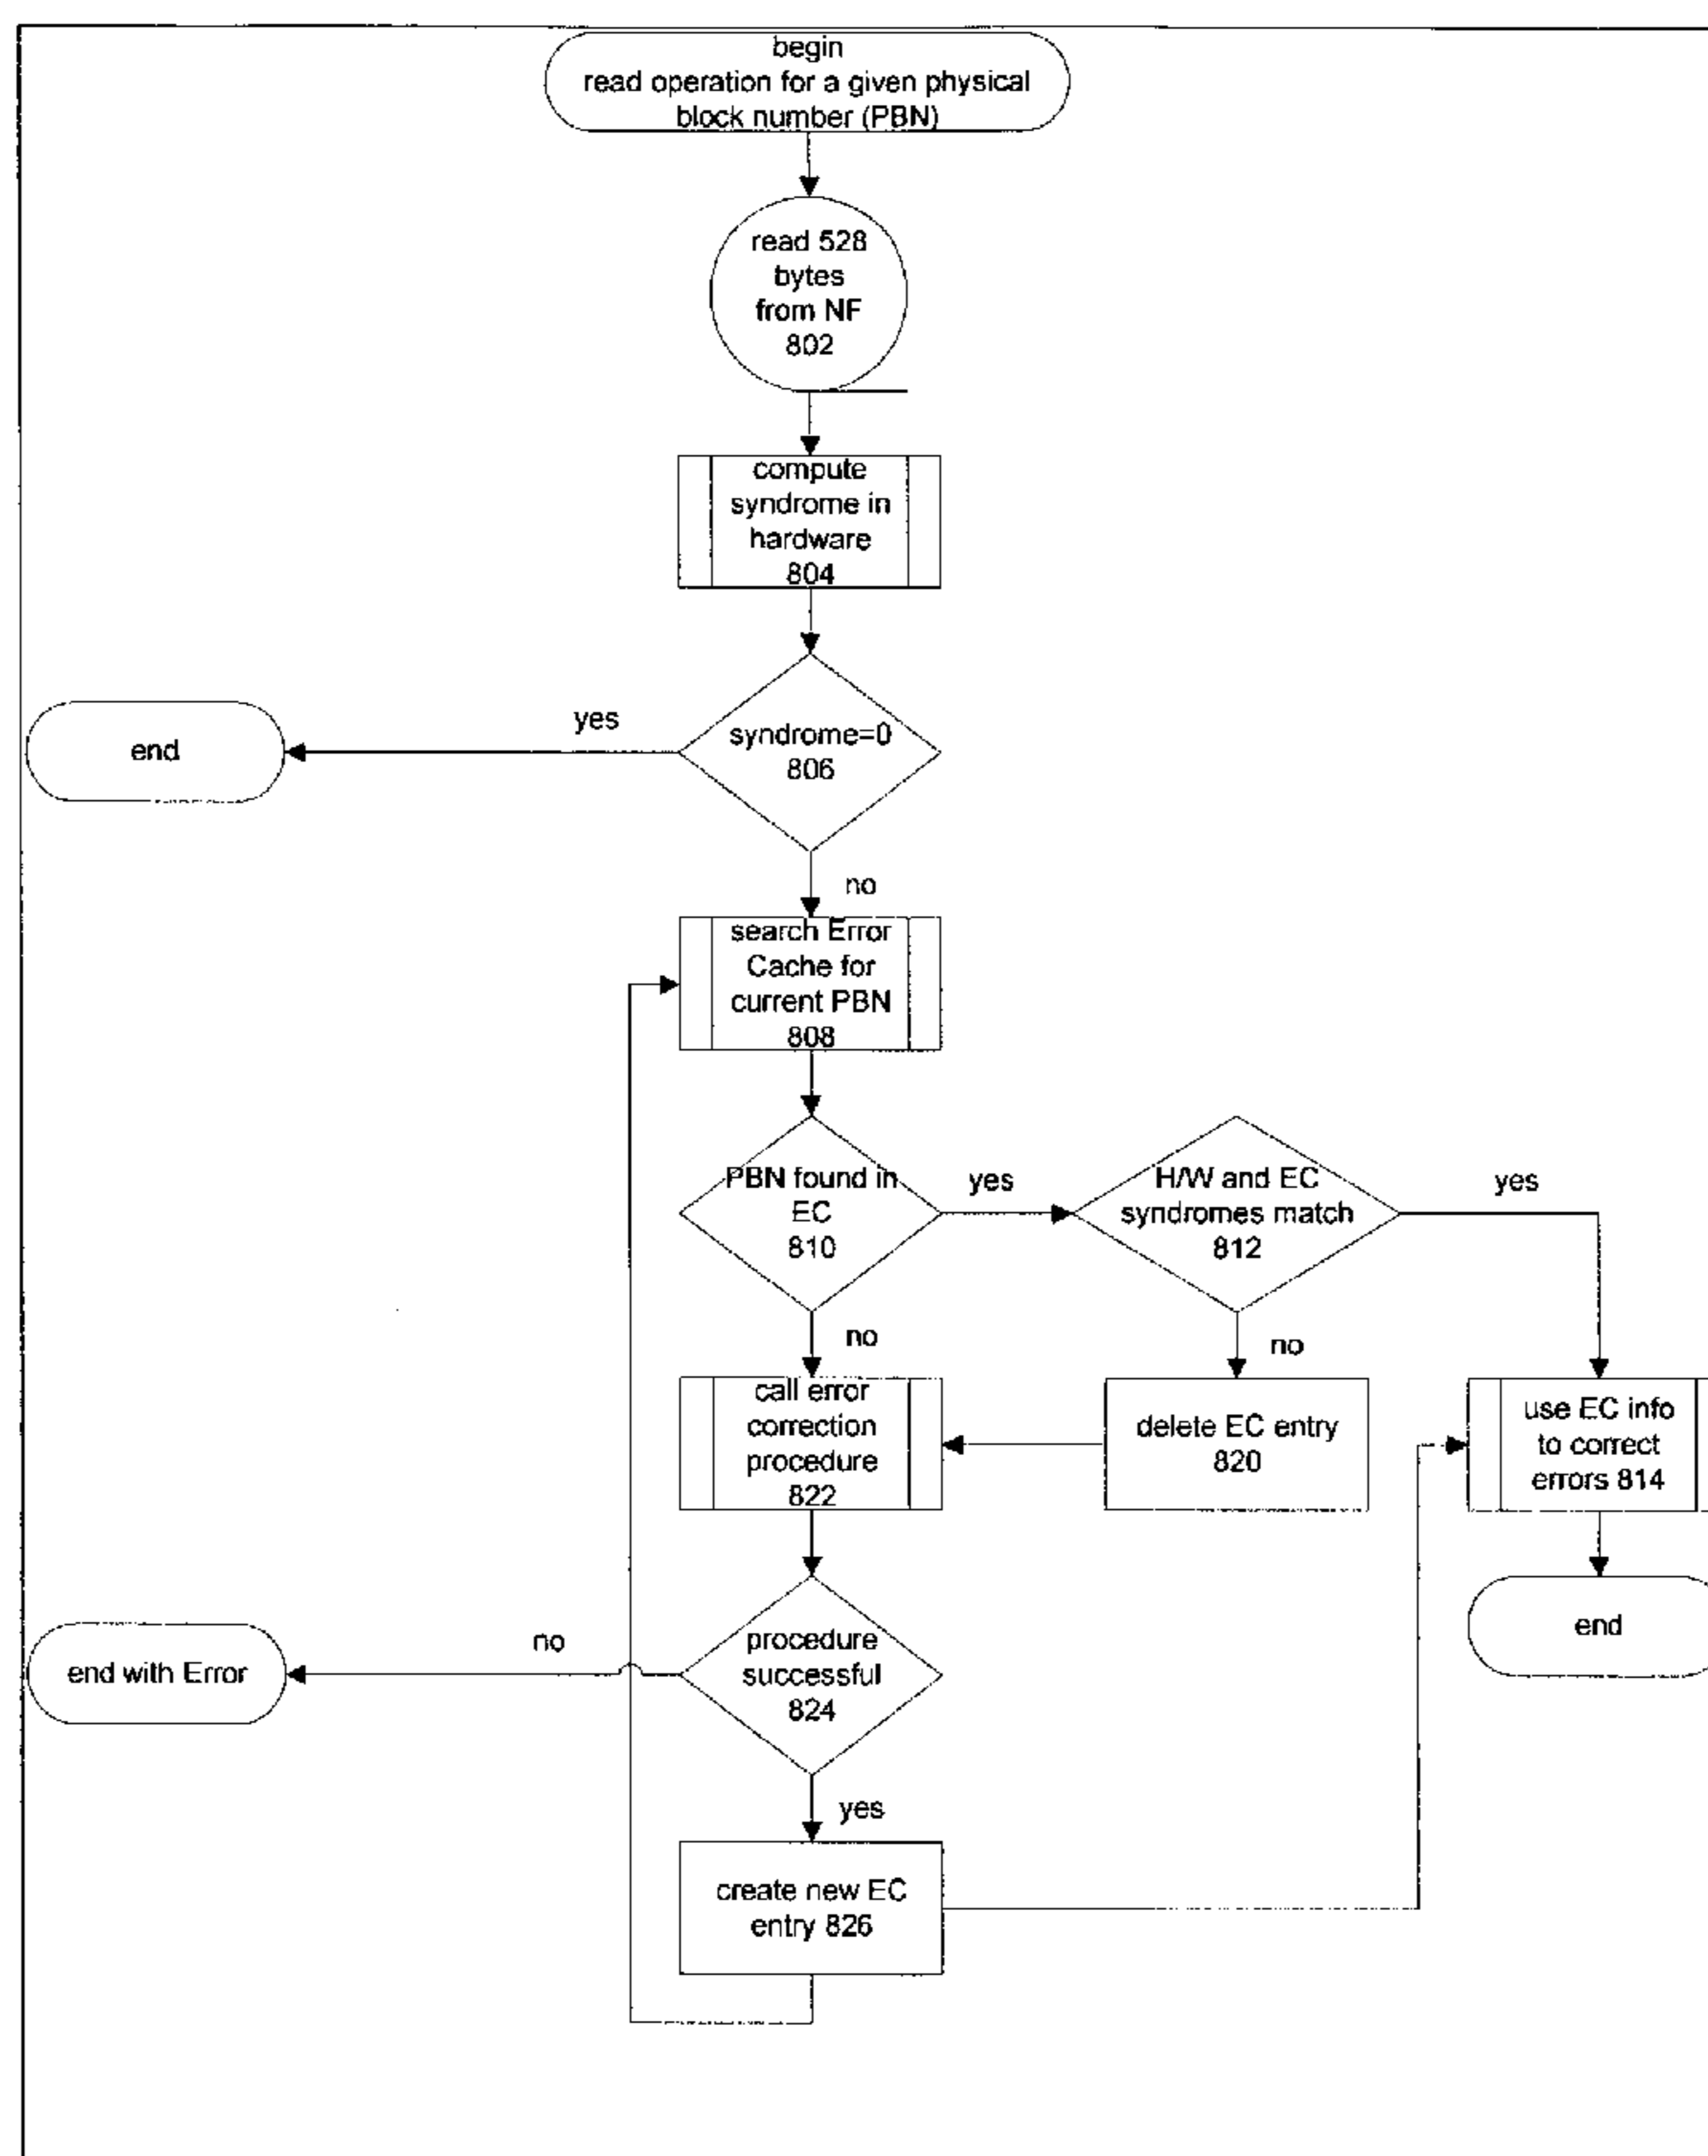 begin
read operation for a given physical
block number (PBN)
read 528
bytes
from NF
802
compute
syndrome in
hardware
804
yes
syndrome=0
806
end
no
search Error
Cache for
current PBN
808
PBN found in
EC
810
yes
H/W and EC
syndromes match
812
yes
no
no
call error
correction
procedure
822
delete EC entry
820
use EC info
to correct
errors 814
no
procedure
successful
824
end with Error
end
yes
create new EC
entry 826